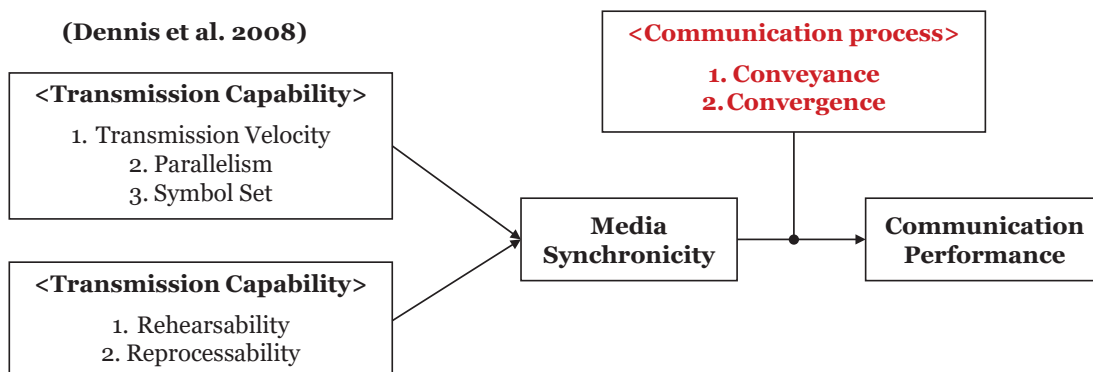 (Dennis et al. 2008)
<Transmission Capability>
1. Transmission Velocity
2. Parallelism
3. Symbol Set
<Transmission Capability>
1. Rehearsability
2. Reprocessability
Media
Synchronicity
<Communication process>
1. Conveyance
2. Convergence
Communication
Performance